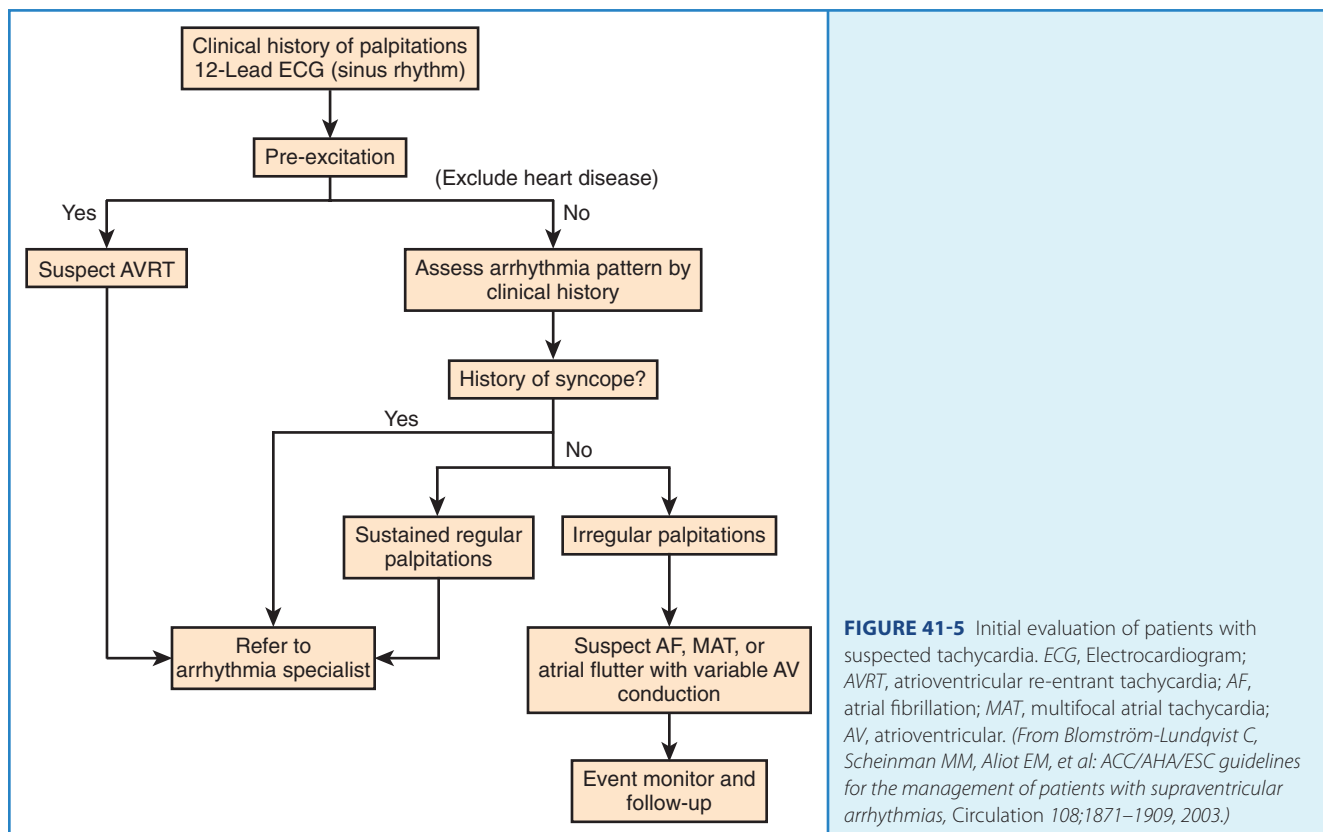 Clinical history of palpitations
12-Lead ECG (sinus rhythm)
Pre-excitation
(Exclude heart disease)
Yes
No
Suspect AVRT
Assess arrhythmia pattern by
clinical history
History of syncope?
Yes
No
Sustained regular
palpitations
Irregular palpitations
Refer to
arrhythmia specialist
Suspect AF, MAT, or
atrial flutter with variable AV
conduction
Event monitor and
follow-up
FIGURE 41-5 Initial evaluation of patients with
suspected tachycardia. ECG, Electrocardiogram;
AVRT, atrioventricular re-entrant tachycardia; AF,
atrial fibrillation; MAT, multifocal atrial tachycardia;
AV, atrioventricular. (From Blomström-Lundqvist C,
Scheinman MM, Aliot EM, et al: ACC/AHA/ESC guidelines
for the management of patients with supraventricular
arrhythmias, Circulation 108;1871–1909, 2003.)